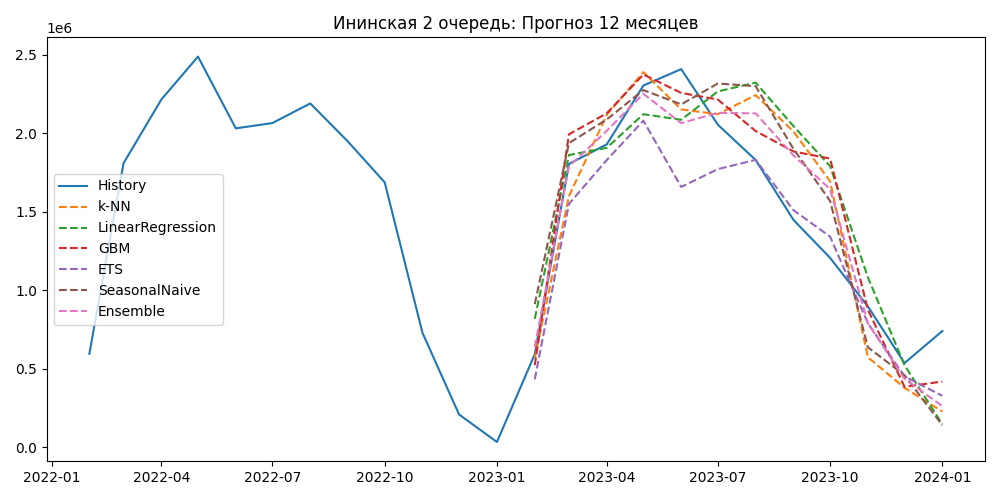 Ининская 2 очередь: Прогноз 12 месяцев
1e6
2.5
2.0
1.5
1.0
0.5
0.0
History
k-NN
LinearRegression
GBM
ETS
SeasonalNaive
Ensemble
2022-01 2022-04 2022-07 2022-10 2023-01 2023-04 2023-07 2023-10 2024-01